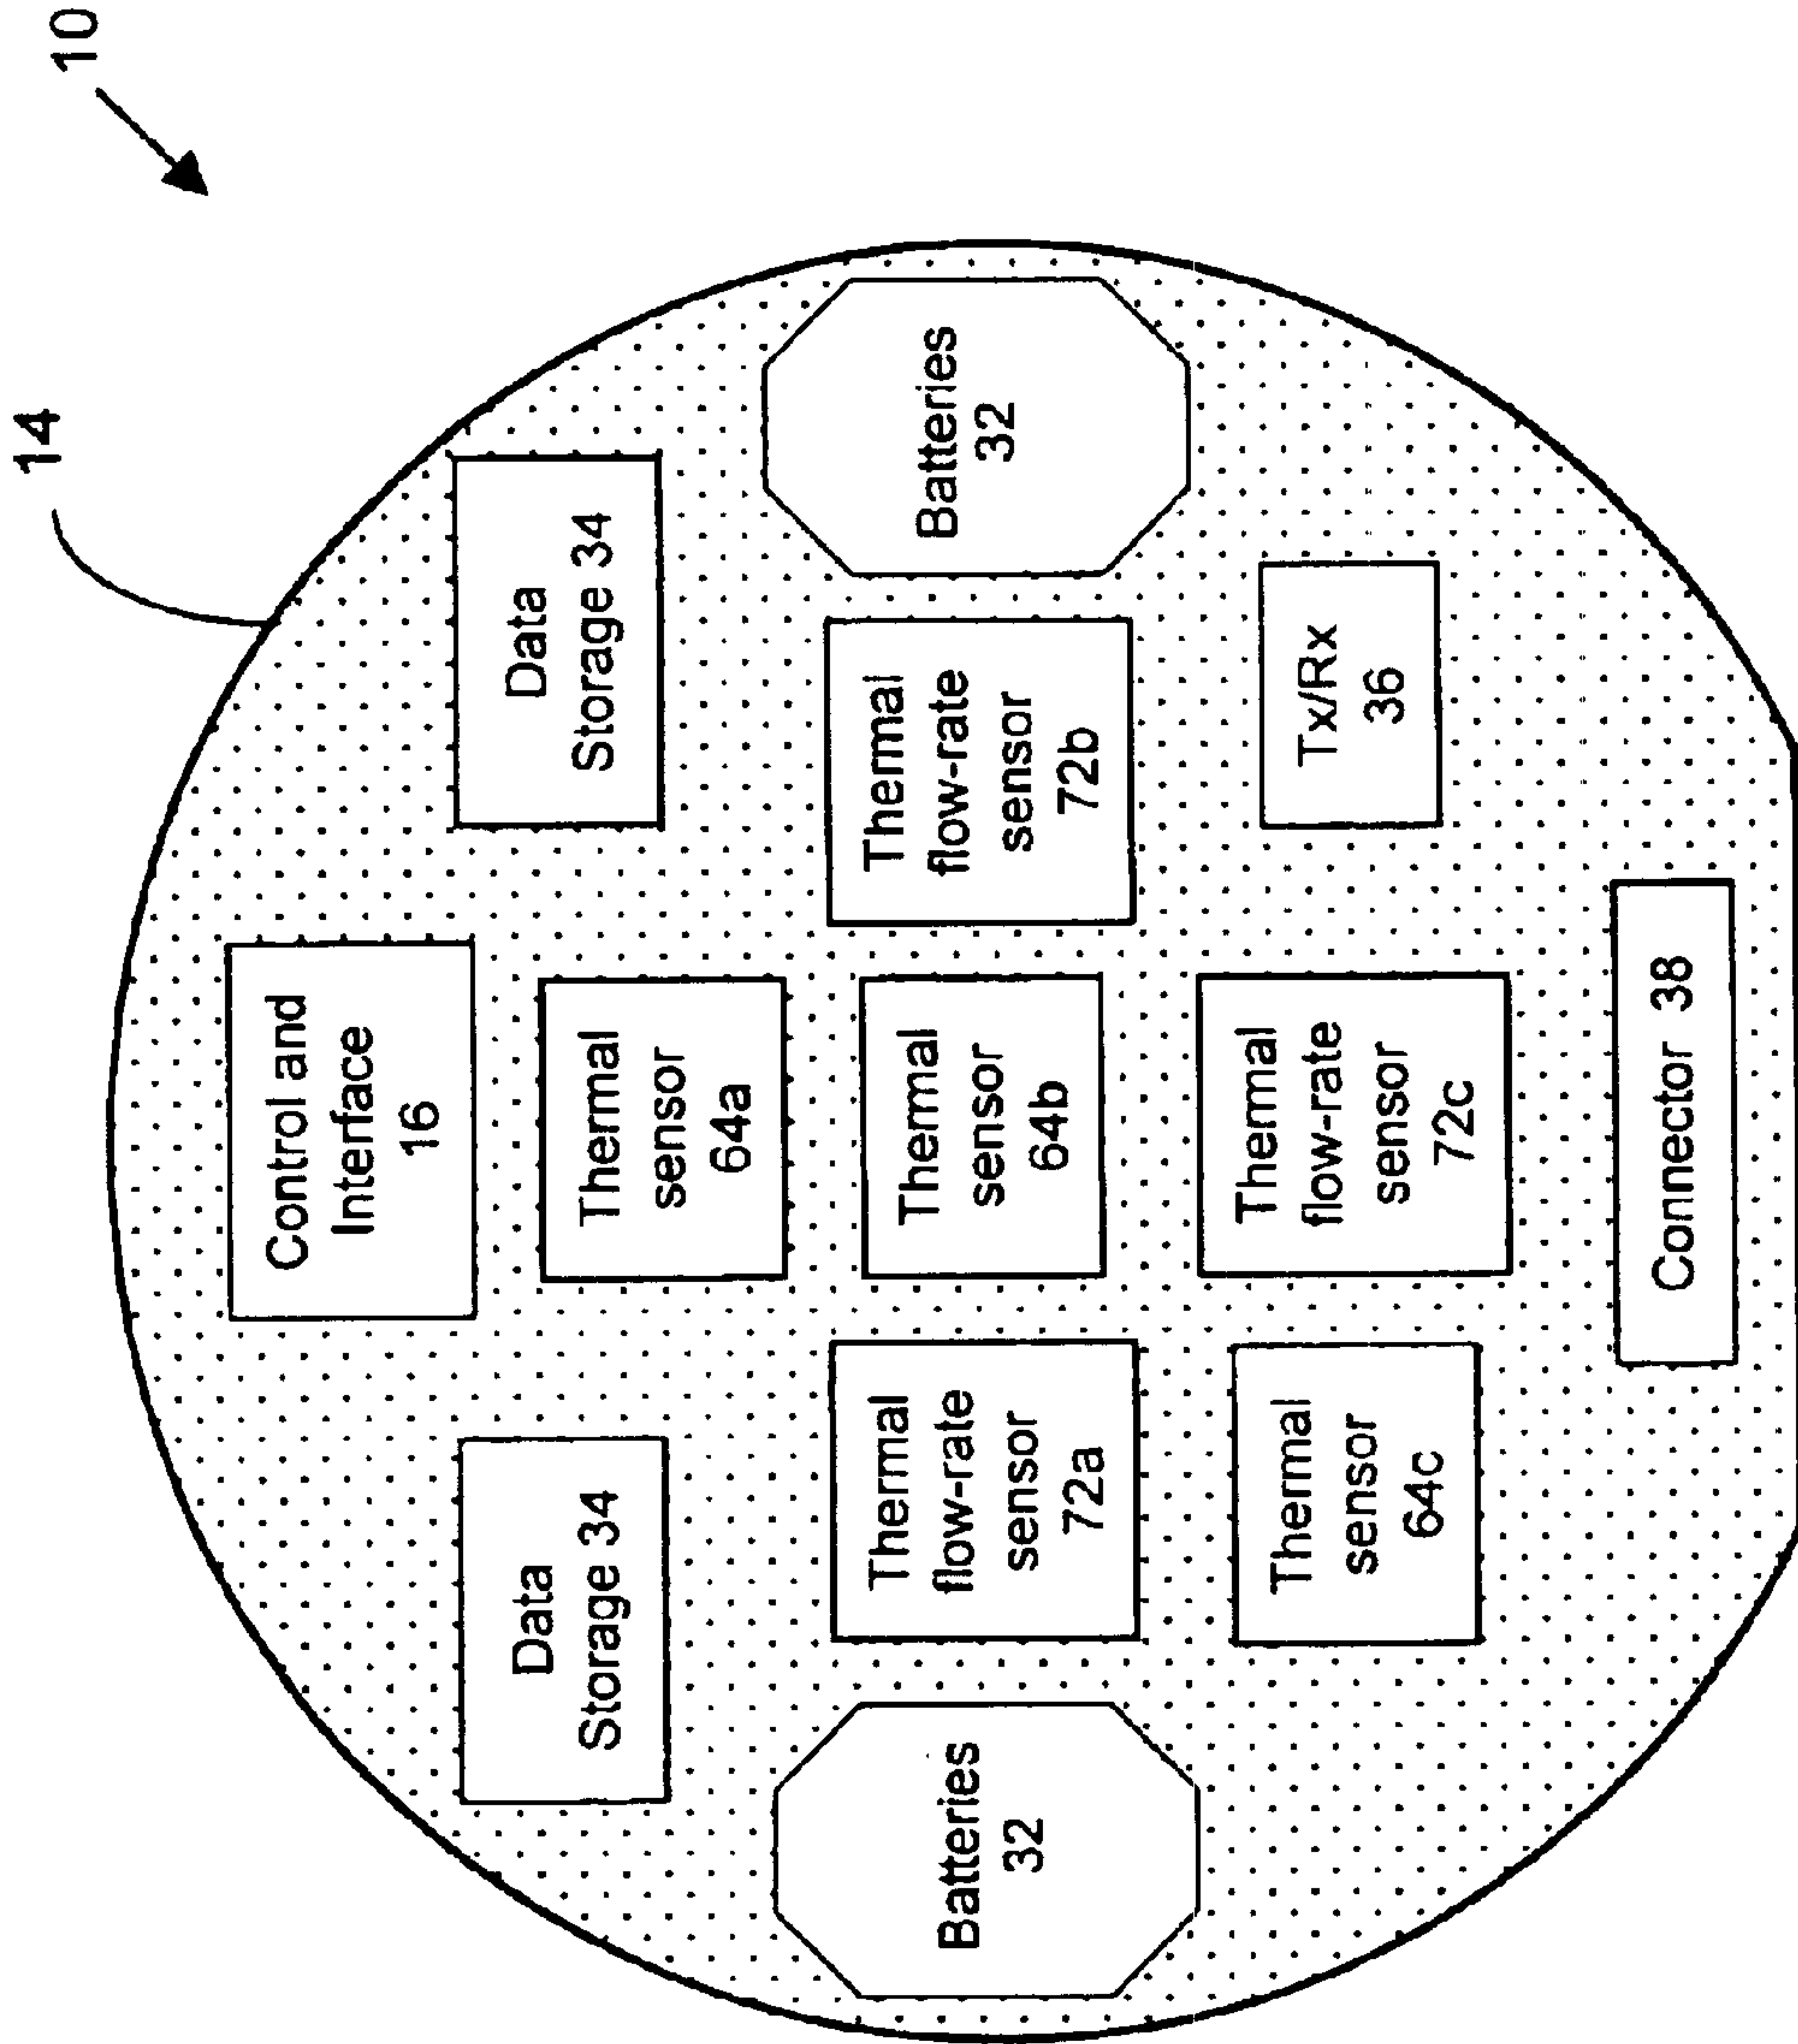 14
10
Control and
Interface
16
Data
Storage 34
Data
Storage 34
Thermal
sensor
64a
Batteries
32
Thermal
flow-rate
sensor
72a
Thermal
sensor
64b
Thermal
flow-rate
sensor
72b
Batteries
32
Thermal
sensor
64c
Thermal
flow-rate
sensor
72c
Tx/Rx
36
Connector 38